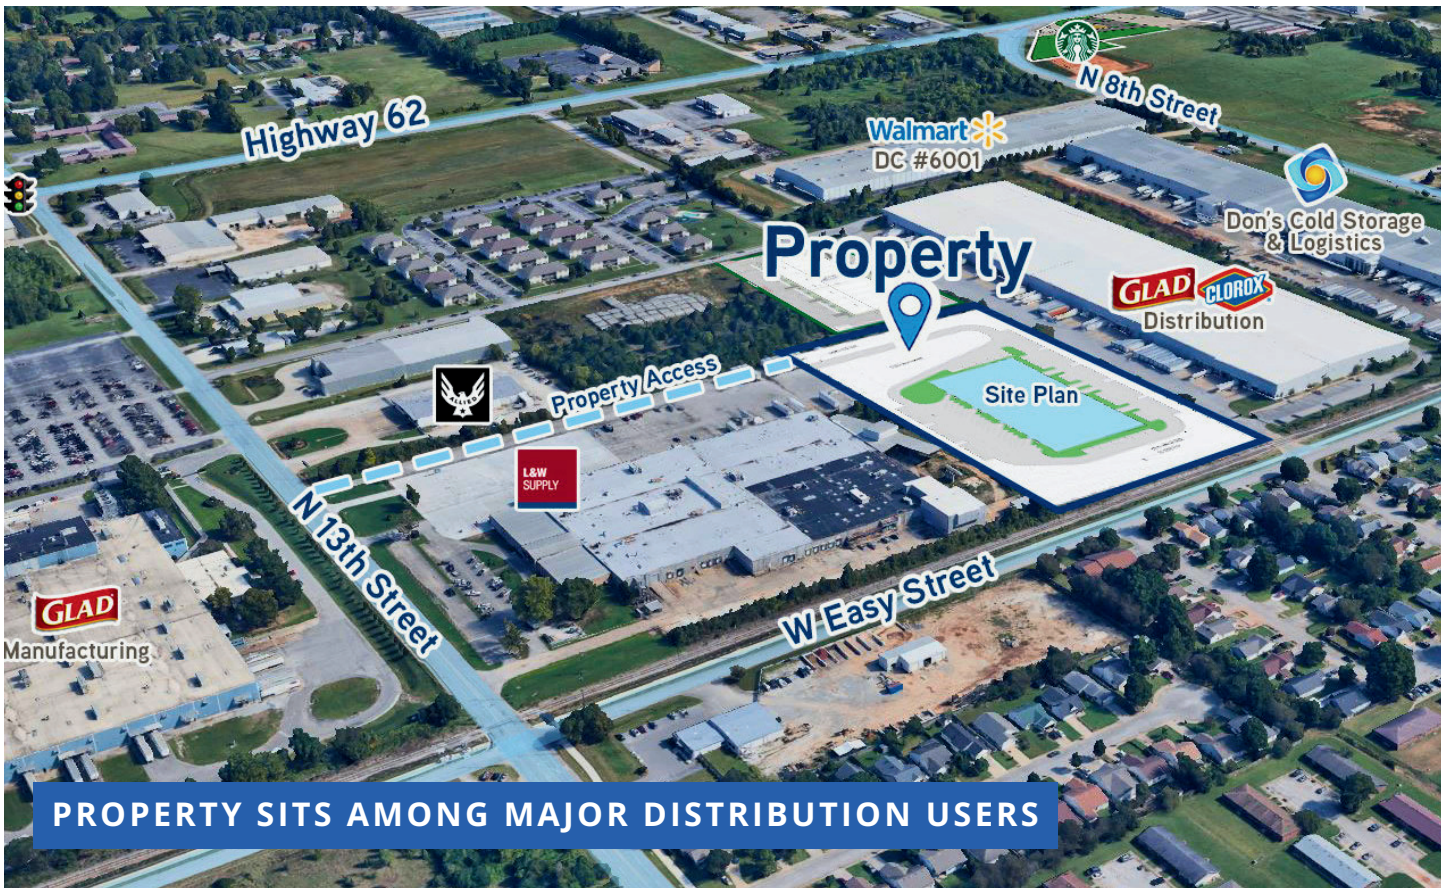 Highway 62
N 8th Street
Walmart
DC #6001
Don's Cold Storage
& Logistics
Property
GLAD
CLOROX
Distribution
Site Plan
Property Access
ALLIED
L&W
SUPPLY
N 13th Street
W Easy Street
GLAD
Manufacturing
PROPERTY SITS AMONG MAJOR DISTRIBUTION USERS